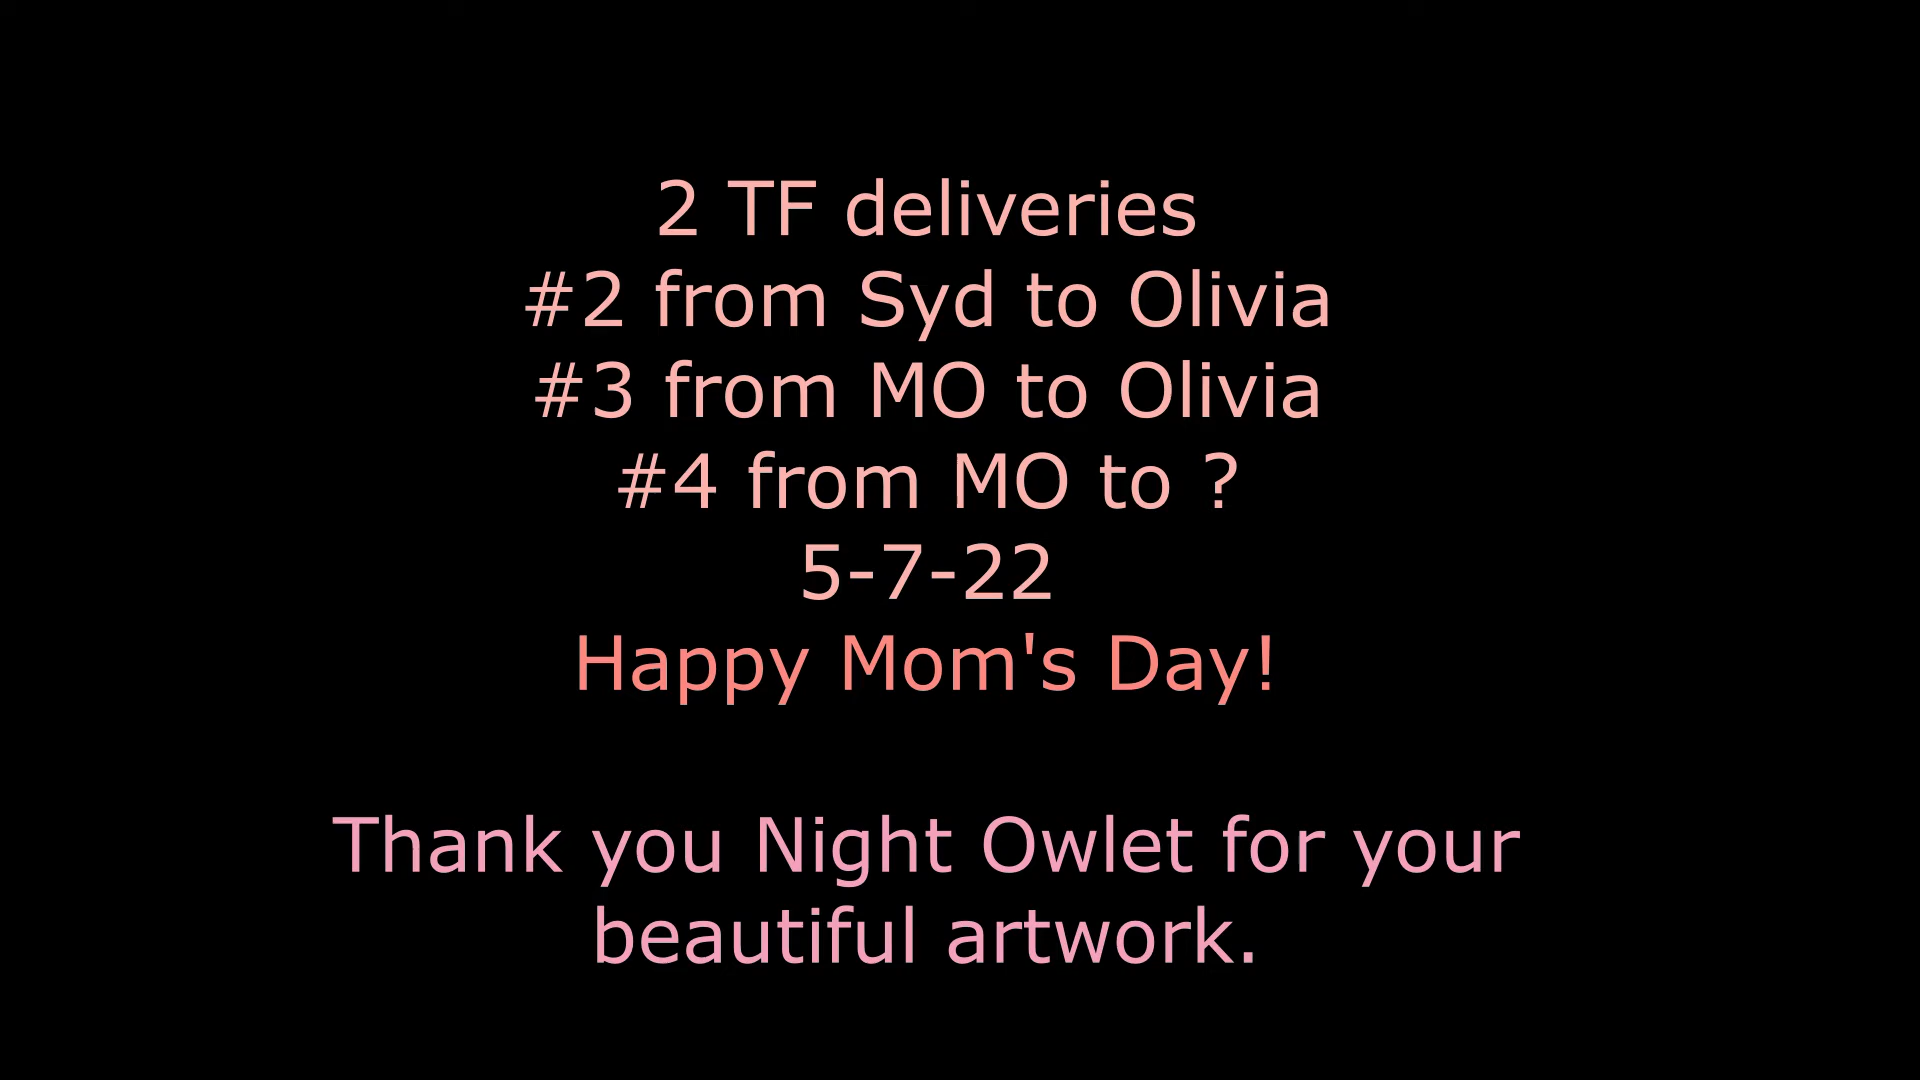 2 TF deliveries
#2 from Syd to Olivia
#3 from MO to Olivia
#4 from MO to ?
5-7-22
Happy Mom's Day!
Thank you Night Owlet for your
beautiful artwork.